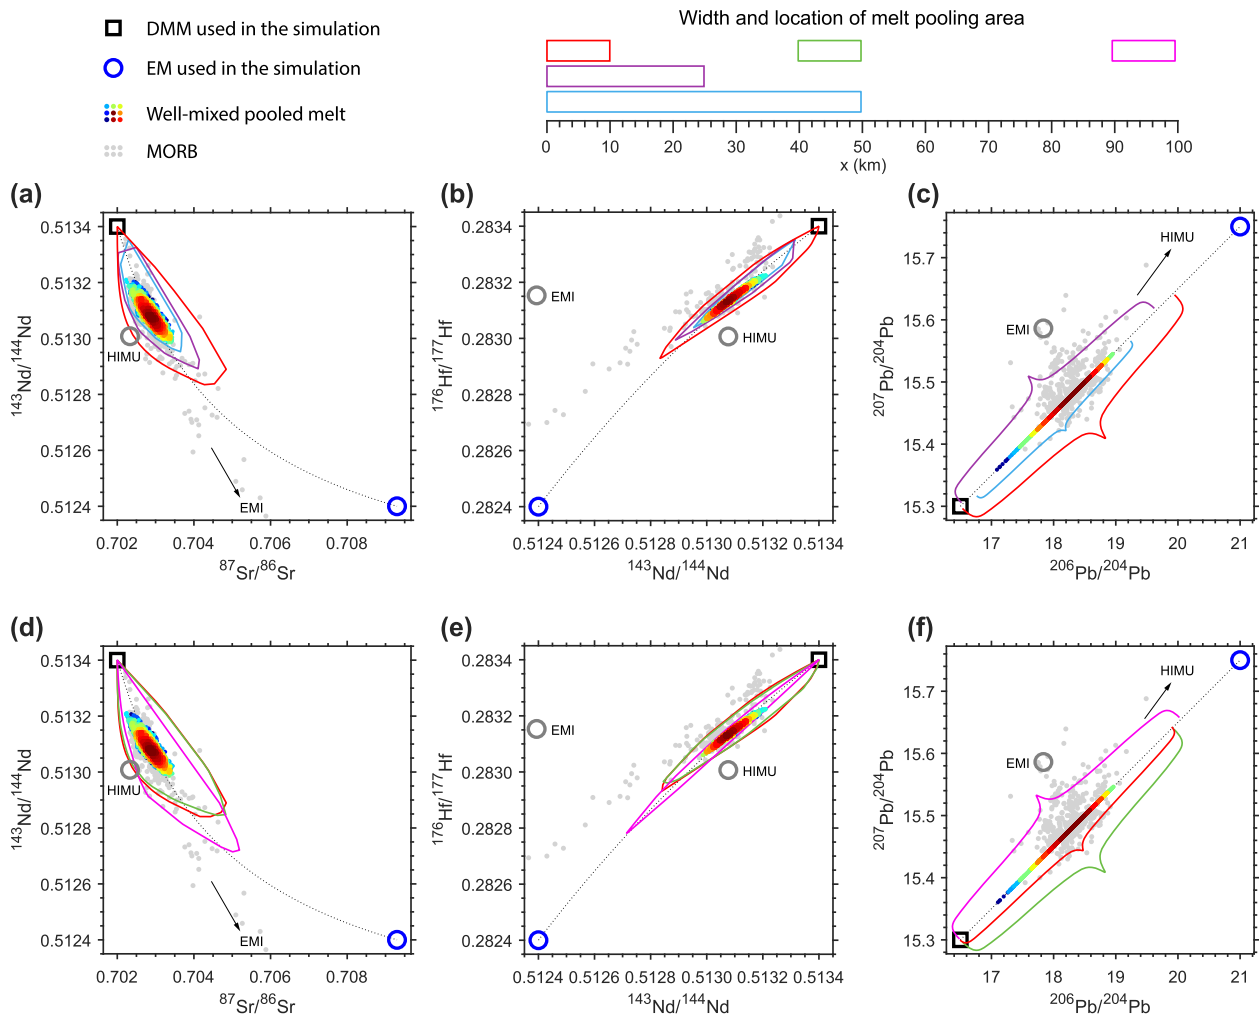 DMM used in the simulation
EM used in the simulation
Well-mixed pooled melt
MORB
Width and location of melt pooling area
0 10 20 30 40 50 60 70 80 90 100
x (km)
(a)
0.5134
0.5132
0.5130
0.5128
0.5126
0.5124
143Nd/144Nd
HIMU
EMI
0.702 0.704 0.706 0.708
87Sr/86Sr
(b)
0.2834
0.2832
0.2830
0.2828
0.2826
0.2824
176Hf/177Hf
EMI
HIMU
0.5124 0.5126 0.5128 0.5130 0.5132 0.5134
143Nd/144Nd
(c)
15.7
15.6
15.5
15.4
15.3
207Pb/204Pb
HIMU
EMI
17 18 19 20 21
206Pb/204Pb
(d)
0.5134
0.5132
0.5130
0.5128
0.5126
0.5124
143Nd/144Nd
HIMU
EMI
0.702 0.704 0.706 0.708
87Sr/86Sr
(e)
0.2834
0.2832
0.2830
0.2828
0.2826
0.2824
176Hf/177Hf
EMI
HIMU
0.5124 0.5126 0.5128 0.5130 0.5132 0.5134
143Nd/144Nd
(f)
15.7
15.6
15.5
15.4
15.3
207Pb/204Pb
HIMU
EMI
17 18 19 20 21
206Pb/204Pb